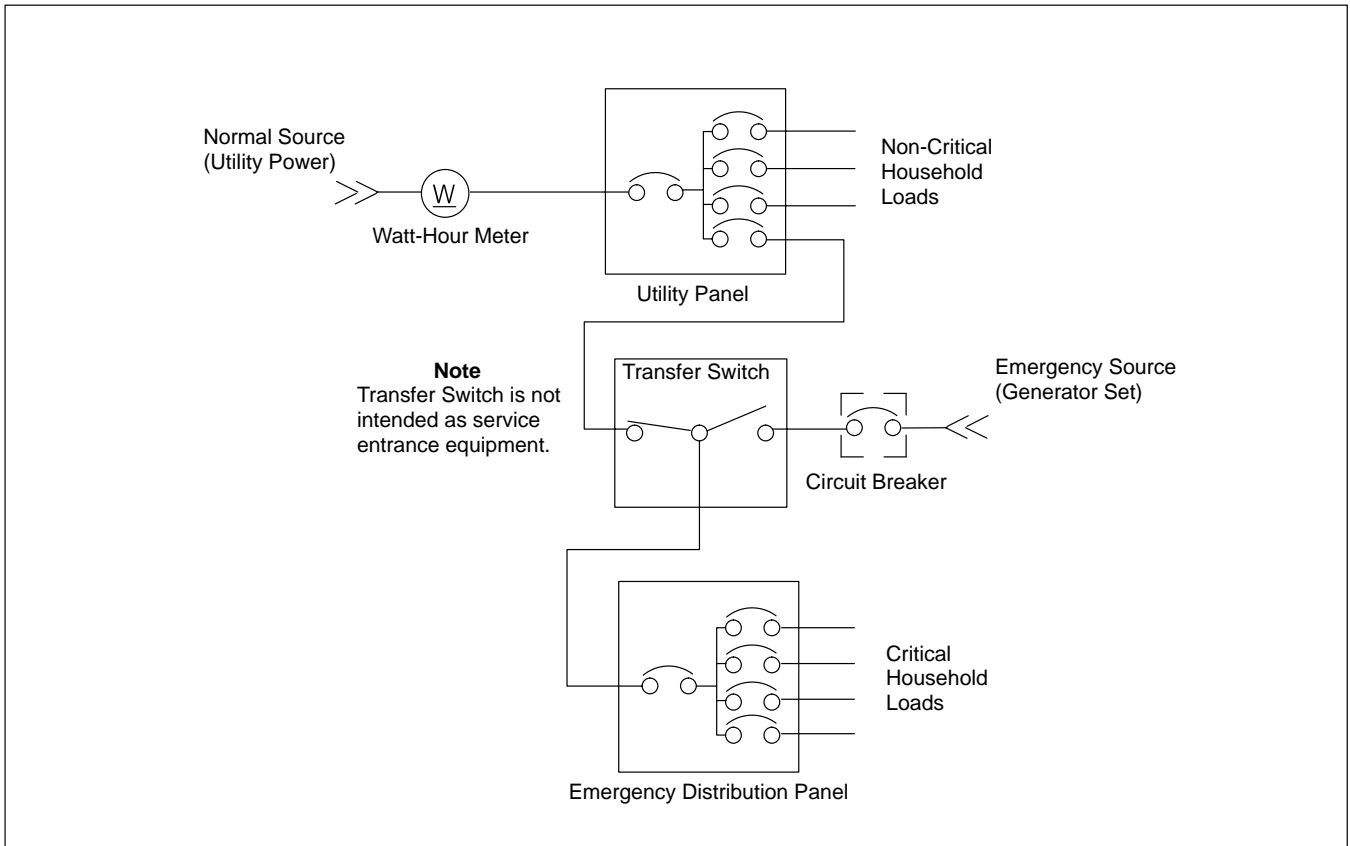 Normal Source
(Utility Power)
W
Watt-Hour Meter
Utility Panel
Non-Critical
Household
Loads
Note
Transfer Switch is not
intended as service
entrance equipment.
Transfer Switch
Emergency Source
(Generator Set)
Circuit Breaker
Critical
Household
Loads
Emergency Distribution Panel